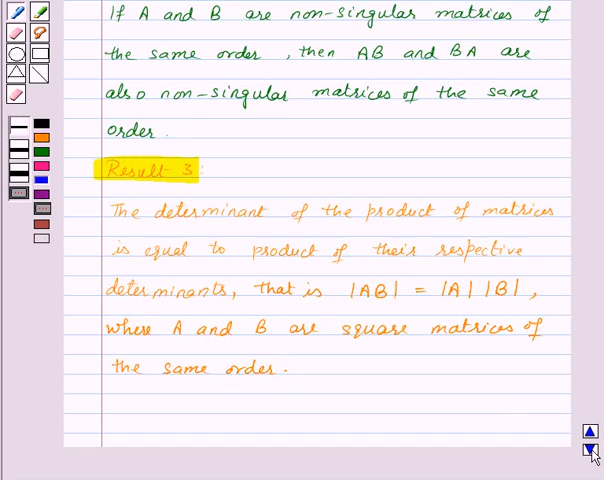 If A and B are non-singular matrices of
the same order, then AB and BA are
also non-singular matrices of the same
order.
Result 3:
The determinant of the product of matrices
is equal to product of their respective
determinants, that is |AB| = |A| |B|,
where A and B are square matrices of
the same order.